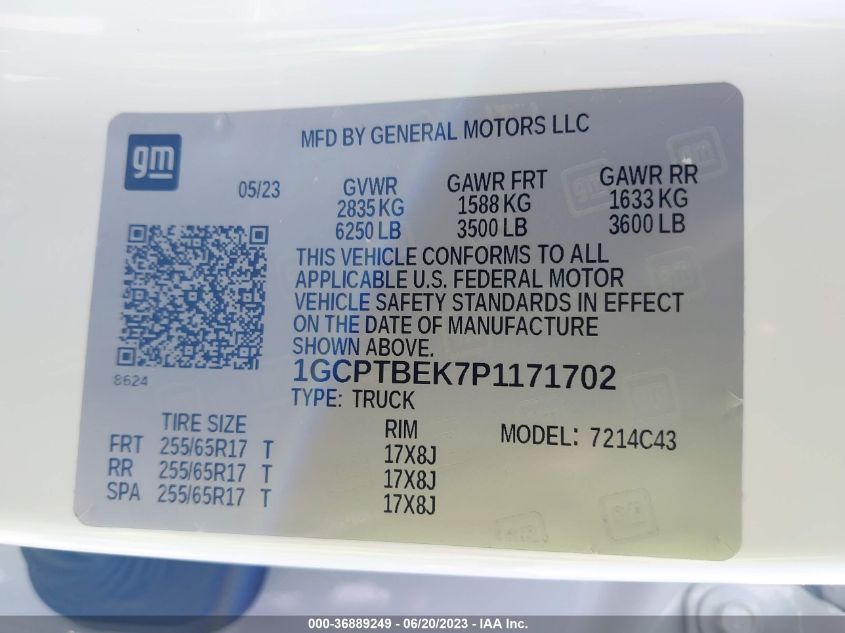 gm
MFD BY GENERAL MOTORS LLC
05/23
GVWR GAWR FRT GAWR RR
2835 KG 1588 KG 1633 KG
6250 LB 3500 LB 3600 LB
THIS VEHICLE CONFORMS TO ALL
APPLICABLE U.S. FEDERAL MOTOR
VEHICLE SAFETY STANDARDS IN EFFECT
ON THE DATE OF MANUFACTURE
SHOWN ABOVE.
8624
1GCPTBEK7P1171702
TYPE: TRUCK
TIRE SIZE RIM MODEL: 7214C43
FRT 255/65R17 T 17X8J
RR 255/65R17 T 17X8J
SPA 255/65R17 T 17X8J
000-36889249 - 06/20/2023 - IAA Inc.